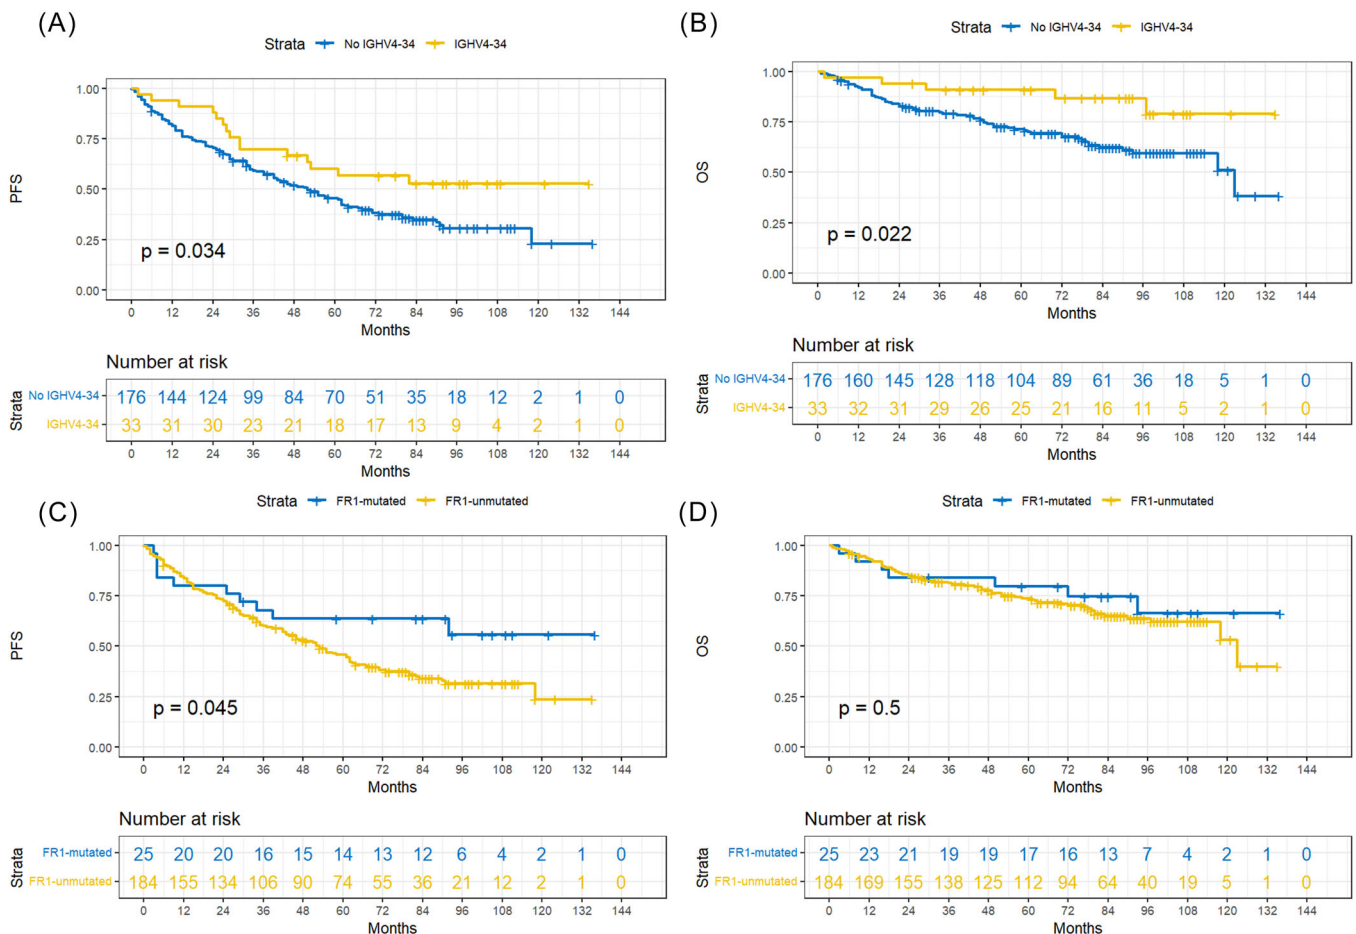 (A)
Strata No IGHV4-34 IGHV4-34
PFS
1.00
0.75
0.50
0.25
0.00
p = 0.034
0 12 24 36 48 60 72 84 96 108 120 132 144
Months
Number at risk
Strata
No IGHV4-34 176 144 124 99 84 70 51 35 18 12 2 1 0
IGHV4-34 33 31 30 23 21 18 17 13 9 4 2 1 0
0 12 24 36 48 60 72 84 96 108 120 132 144
Months
(B)
Strata No IGHV4-34 IGHV4-34
OS
1.00
0.75
0.50
0.25
0.00
p = 0.022
0 12 24 36 48 60 72 84 96 108 120 132 144
Months
Number at risk
Strata
No IGHV4-34 176 160 145 128 118 104 89 61 36 18 5 1 0
IGHV4-34 33 32 31 29 26 25 21 16 11 5 2 1 0
0 12 24 36 48 60 72 84 96 108 120 132 144
Months
(C)
Strata FR1-mutated FR1-unmutated
PFS
1.00
0.75
0.50
0.25
0.00
p = 0.045
0 12 24 36 48 60 72 84 96 108 120 132 144
Months
Number at risk
Strata
FR1-mutated 25 20 20 16 15 14 13 12 6 4 2 1 0
FR1-unmutated 184 155 134 106 90 74 55 36 21 12 2 1 0
0 12 24 36 48 60 72 84 96 108 120 132 144
Months
(D)
Strata FR1-mutated FR1-unmutated
OS
1.00
0.75
0.50
0.25
0.00
p = 0.5
0 12 24 36 48 60 72 84 96 108 120 132 144
Months
Number at risk
Strata
FR1-mutated 25 23 21 19 19 17 16 13 7 4 2 1 0
FR1-unmutated 184 169 155 138 125 112 94 64 40 19 5 1 0
0 12 24 36 48 60 72 84 96 108 120 132 144
Months